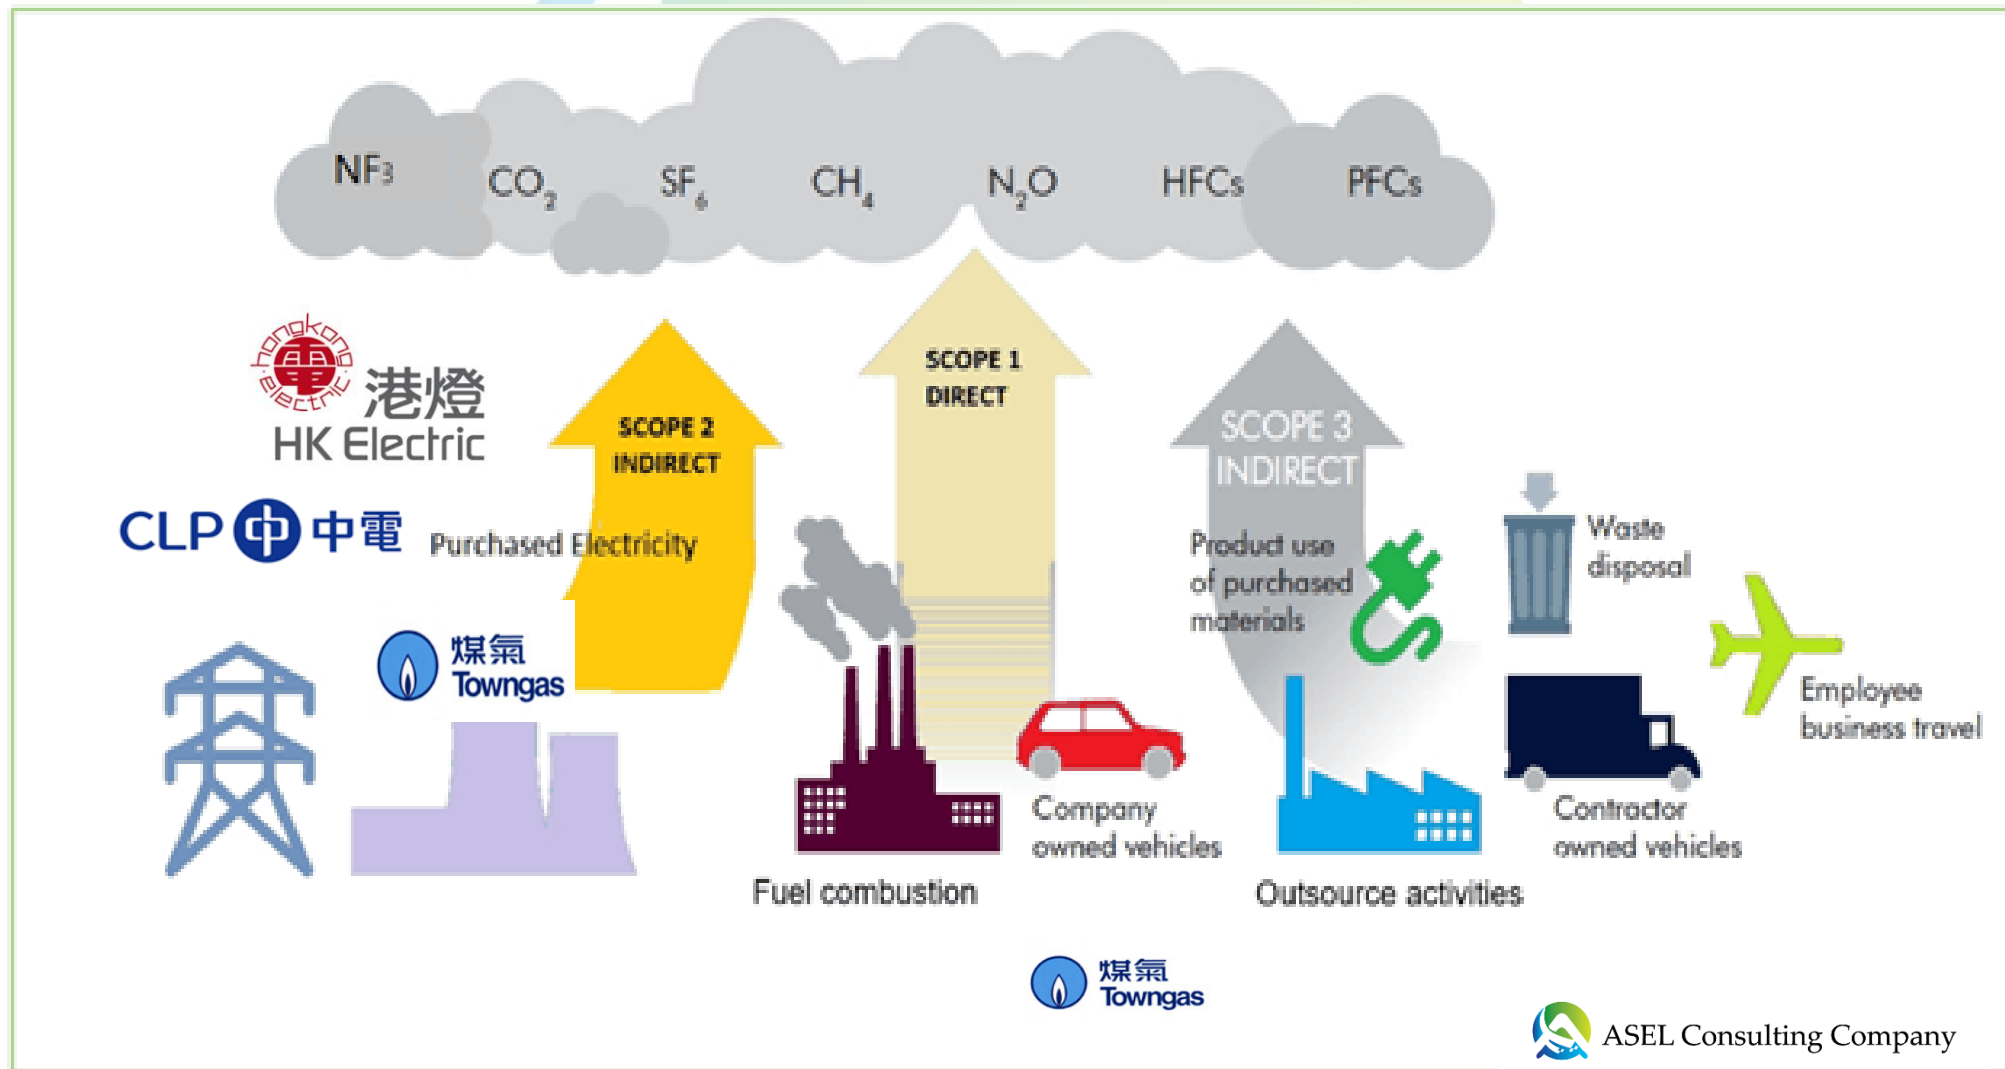 NF3
CO2
SF6
CH4
N2O
HFCs
PFCs
hongkong
電
electric
港燈
HK Electric
SCOPE 2
INDIRECT
SCOPE 1
DIRECT
SCOPE 3
INDIRECT
CLP 中電
Purchased Electricity
煤氣
Towngas
Product use
of purchased
materials
Waste
disposal
Employee
business travel
Company
owned vehicles
Contractor
owned vehicles
Fuel combustion
Outsource activities
煤氣
Towngas
ASEL Consulting Company